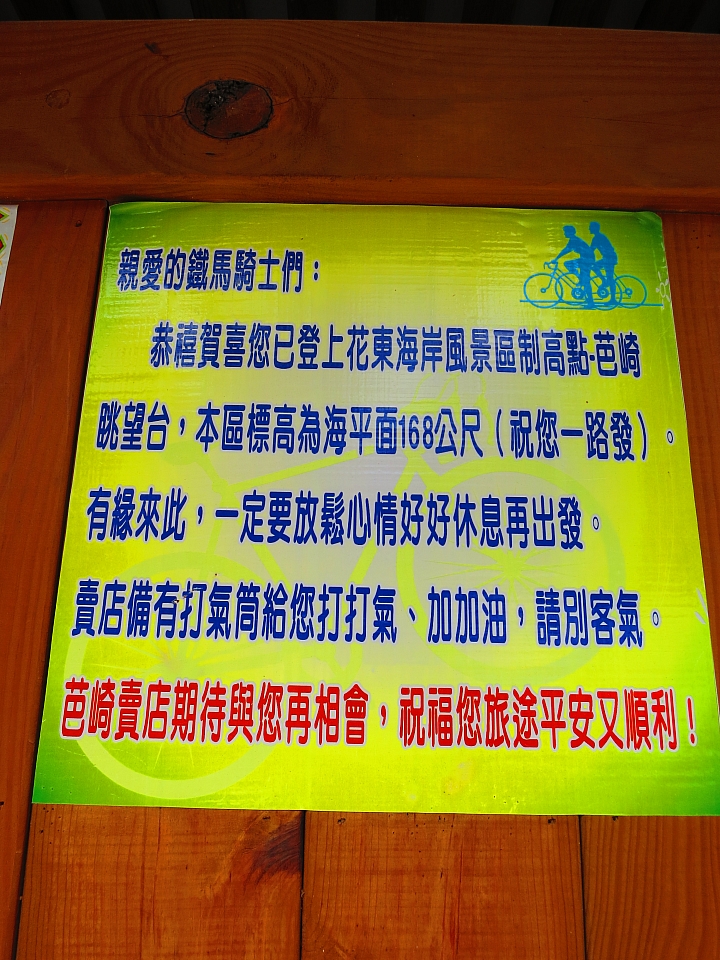 親愛的鐵馬騎士們：
恭禧賀喜您已登上花東海岸風景區制高點-芭崎
眺望台，本區標高為海平面168公尺（祝您一路發）。
有緣來此，一定要放鬆心情好好休息再出發。
賣店備有打氣筒給您打打氣、加加油，請別客氣。
芭崎賣店期待與您再相會，祝福您旅途平安又順利！